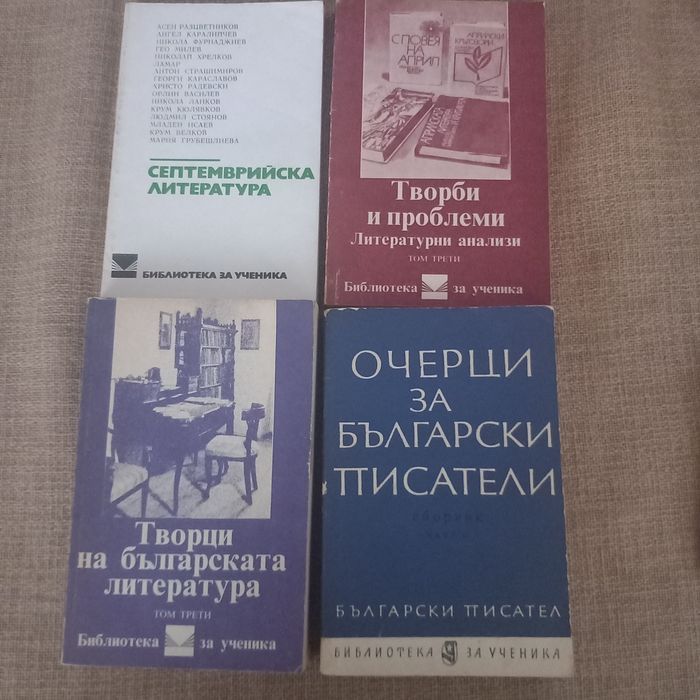 АСЕН РАЗЦВЕТНИКОВ
АНГЕЛ КАРАЛИЙЧЕВ
НИКОЛА ФУРНАДЖИЕВ
ГЕО МИЛЕВ
НИКОЛАЙ ХРЕЛКОВ
ЛАМАР
АНТОН СТРАШИМИРОВ
ГЕОРГИ КАРАСЛАВОВ
ХРИСТО РАДЕВСКИ
ОРЛИН ВАСИЛЕВ
НИКОЛА ЛАНКОВ
КРУМ КЮЛЯВКОВ
ЛЮДМИЛ СТОЯНОВ
МЛАДЕН ИСАЕВ
КРУМ ВЕЛКОВ
МАРИЯ ГРУБЕШЛИЕВА
СЕПТЕМВРИЙСКА
ЛИТЕРАТУРА
БИБЛИОТЕКА ЗА УЧЕНИКА
С ПОВЕЯ
НА
АПРИЛ
АПРИЛСКИ
КРЪГОЗОРИ
Творби
и проблеми
Литературни анализи
ТОМ ТРЕТИ
Библиотека за ученика
Творци
на българската
литература
ТОМ ТРЕТИ
Библиотека за ученика
ОЧЕРЦИ
ЗА
БЪЛГАРСКИ
ПИСАТЕЛИ
сборник
БЪЛГАРСКИ ПИСАТЕЛ
БИБЛИОТЕКА ЗА УЧЕНИКА